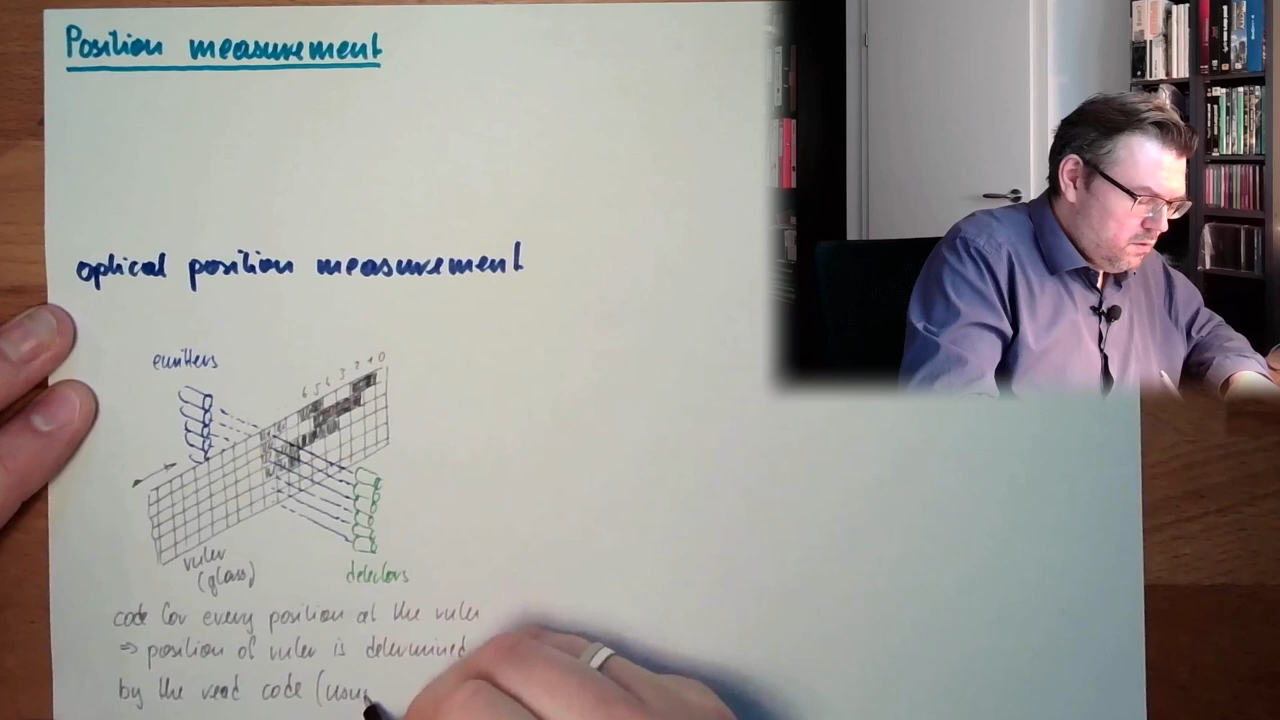 Position measurement
optical position measurement
emitters
6 5 4 3 2 1 0
ruler
(glass)
detectors
code for every position at the ruler
⇒ position of ruler is determined
by the read code (usu